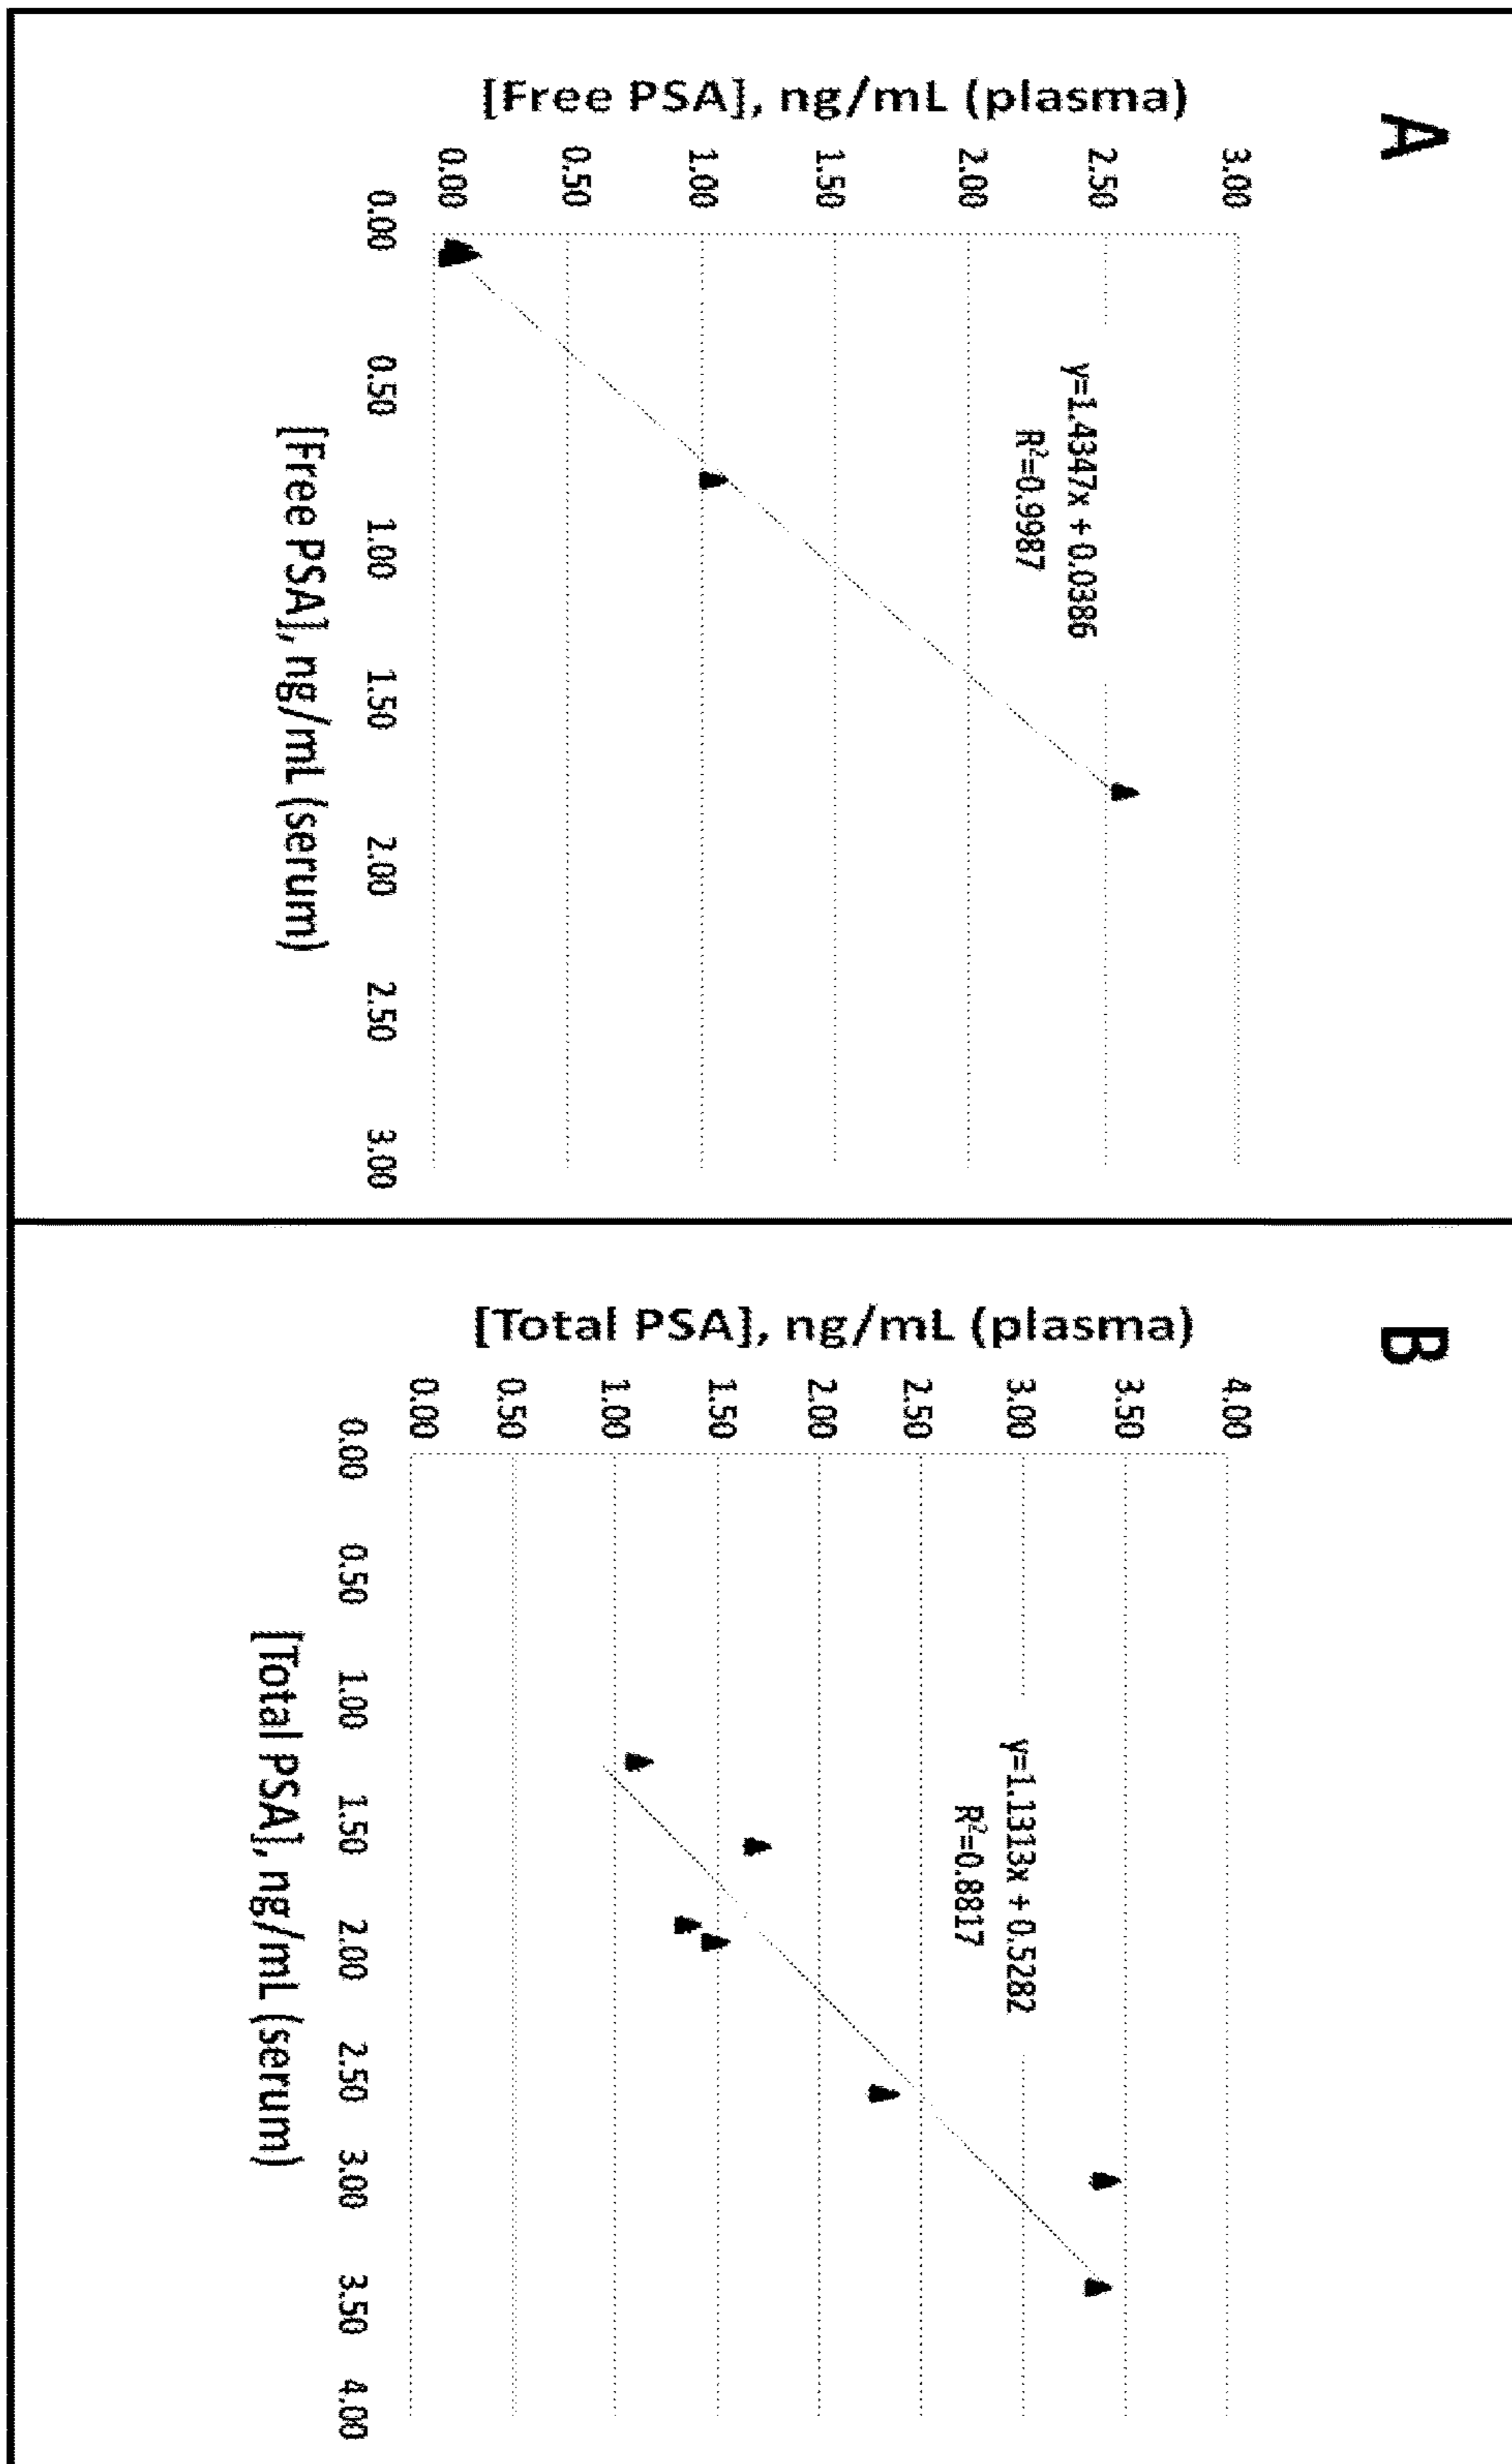 A
[Free PSA], ng/mL (plasma)
3.00
2.50
2.00
1.50
1.00
0.50
0.00
y=1.4347x + 0.0386
R²=0.9987
0.00 0.50 1.00 1.50 2.00 2.50 3.00
[Free PSA], ng/mL (serum)
B
[Total PSA], ng/mL (plasma)
4.00
3.50
3.00
2.50
2.00
1.50
1.00
0.50
0.00
y=1.1313x + 0.5282
R²=0.8817
0.00 0.50 1.00 1.50 2.00 2.50 3.00 3.50 4.00
[Total PSA], ng/mL (serum)